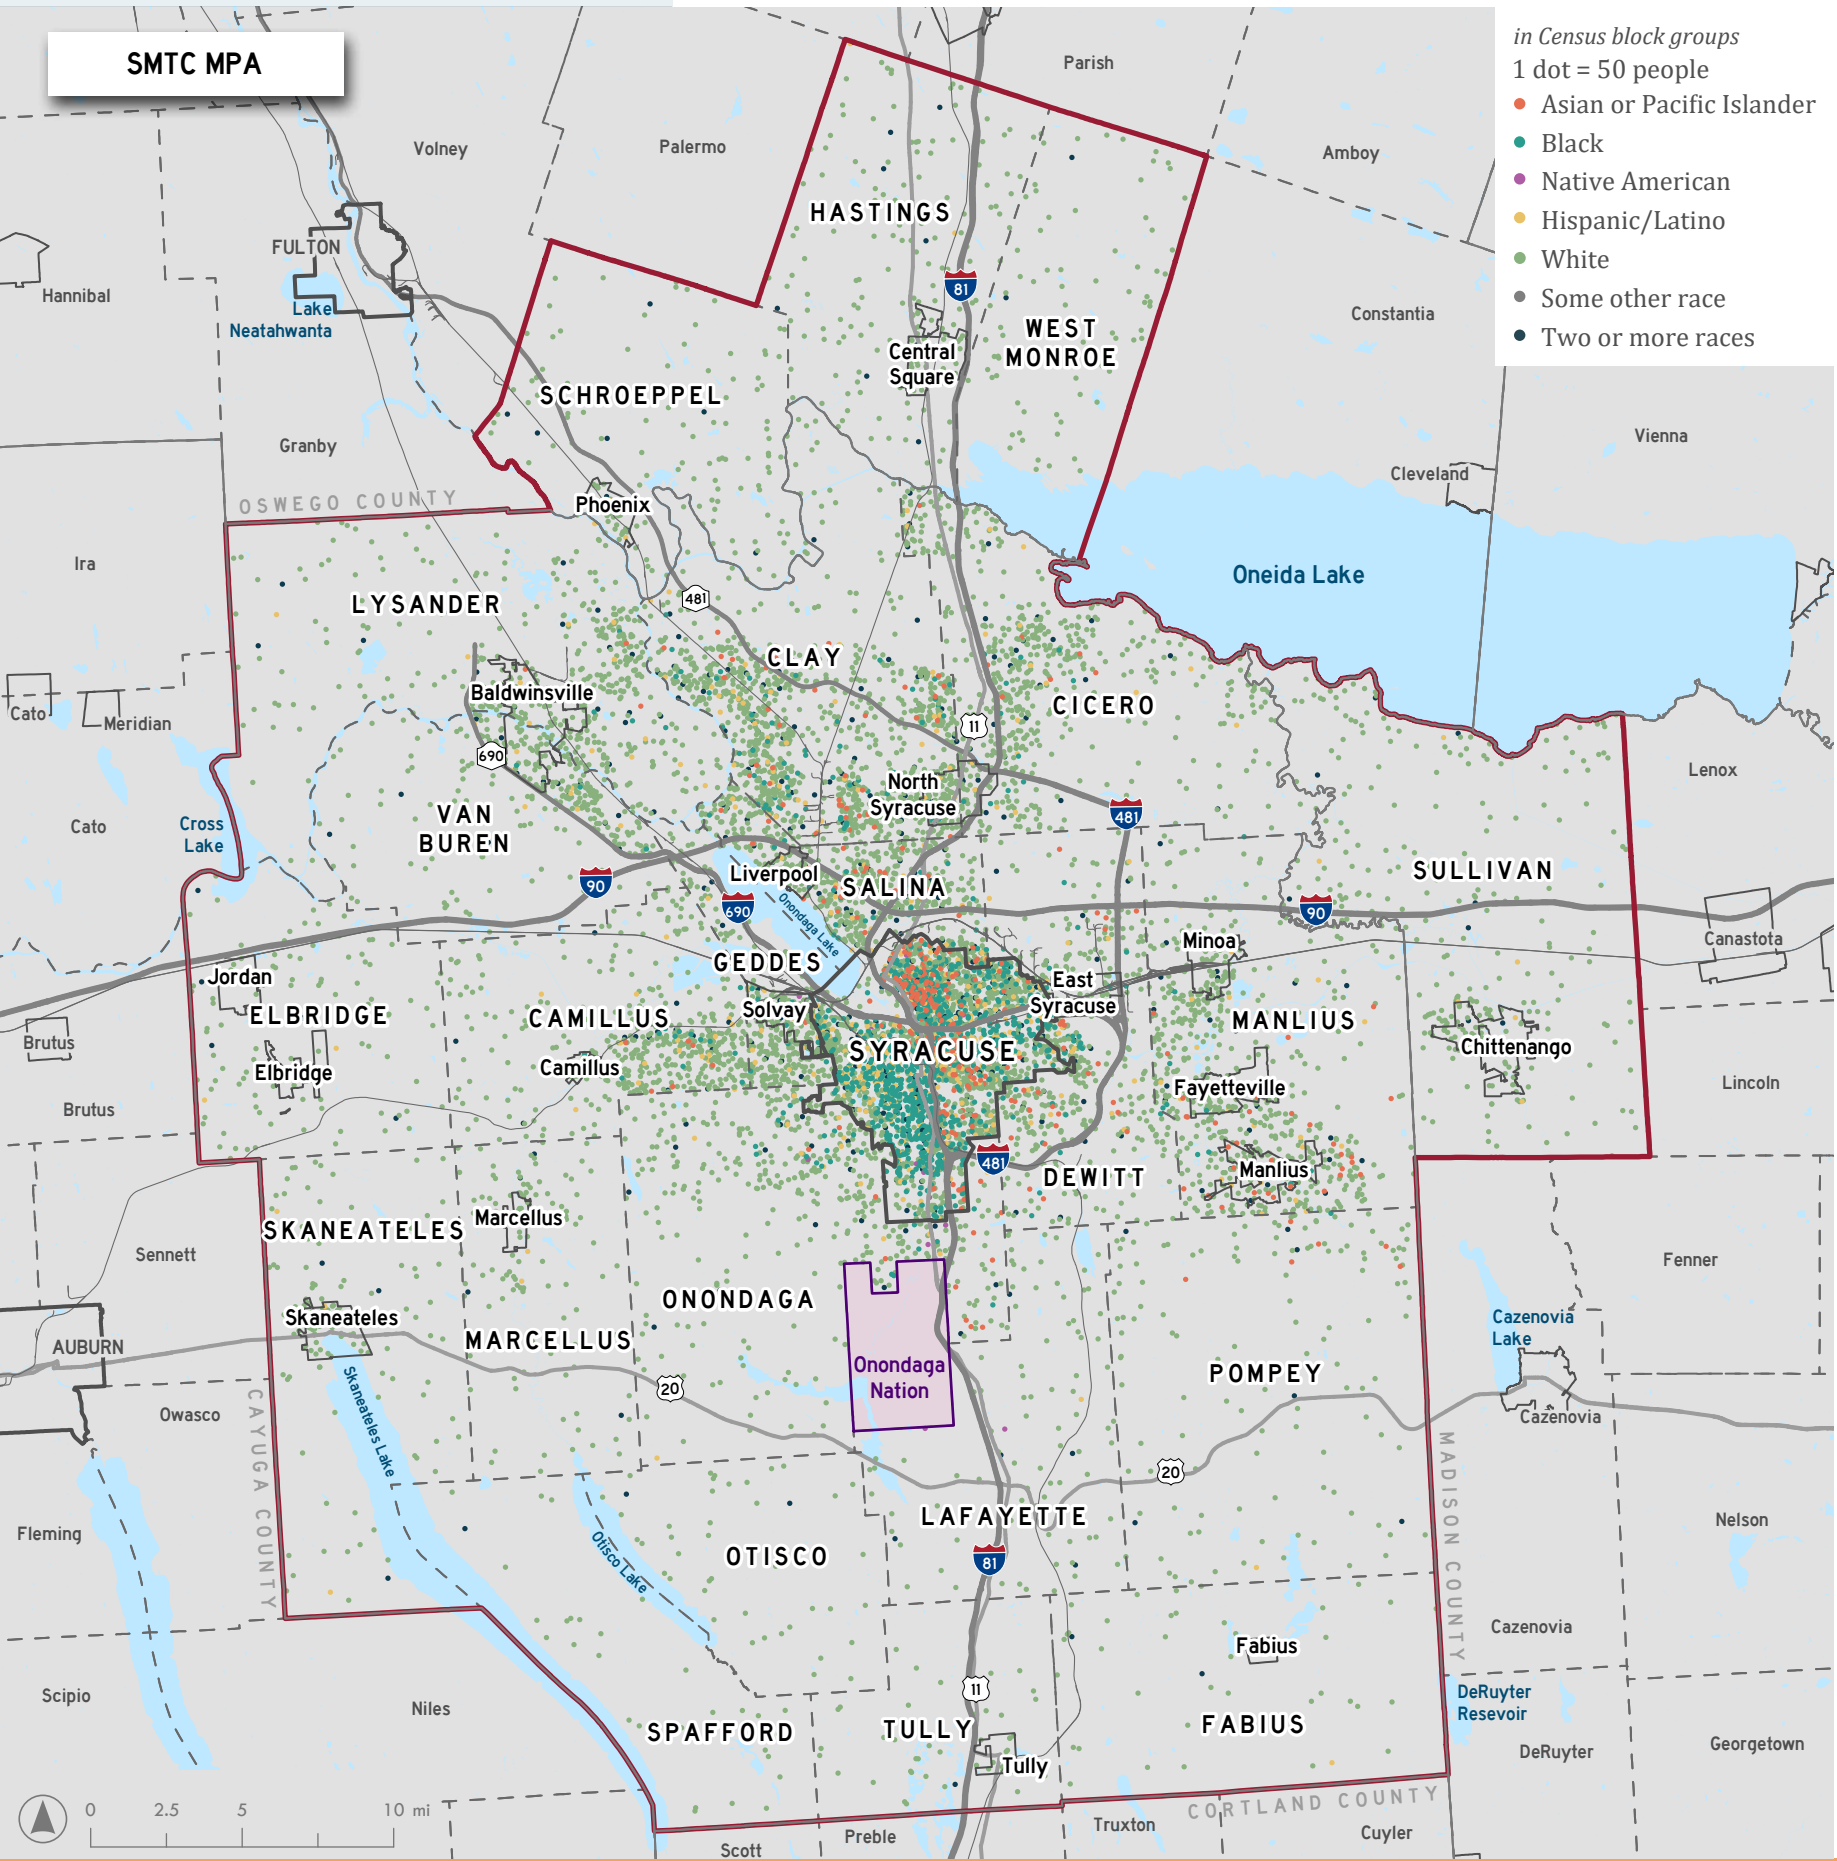 SMTC MPA
in Census block groups
1 dot = 50 people
Asian or Pacific Islander
Black
Native American
Hispanic/Latino
White
Some other race
Two or more races
Parish
Volney
Palermo
Amboy
HASTINGS
FULTON
Hannibal
81
Lake
Neatahwanta
Constantia
WEST
MONROE
Central
Square
SCHROEPPEL
Granby
Vienna
Cleveland
OSWEGO COUNTY
Phoenix
Ira
Oneida Lake
481
LYSANDER
CLAY
Baldwinsville
CICERO
Cato
Meridian
11
690
Lenox
North
Syracuse
481
VAN
BUREN
Cato
Cross
Lake
Liverpool
SALINA
SULLIVAN
90
690
90
Onondaga Lake
Minoa
Canastota
GEDDES
Jordan
East
Syracuse
Solvay
ELBRIDGE
CAMILLUS
MANLIUS
Brutus
SYRACUSE
Chittenango
Camillus
Elbridge
Fayetteville
Lincoln
Brutus
481
Manlius
DEWITT
Marcellus
SKANEATELES
Sennett
Fenner
ONONDAGA
Skaneateles
Cazenovia
Lake
MARCELLUS
AUBURN
Onondaga
Nation
POMPEY
20
Owasco
Cazenovia
Skaneateles Lake
CAYUGA COUNTY
MADISON COUNTY
20
LAFAYETTE
Fleming
Nelson
OTISCO
81
Otisco Lake
Cazenovia
Fabius
Scipio
Niles
11
DeRuyter
Resevoir
SPAFFORD
TULLY
FABIUS
Tully
DeRuyter
Georgetown
0 2.5 5 10 mi
CORTLAND COUNTY
Truxton
Cuyler
Preble
Scott